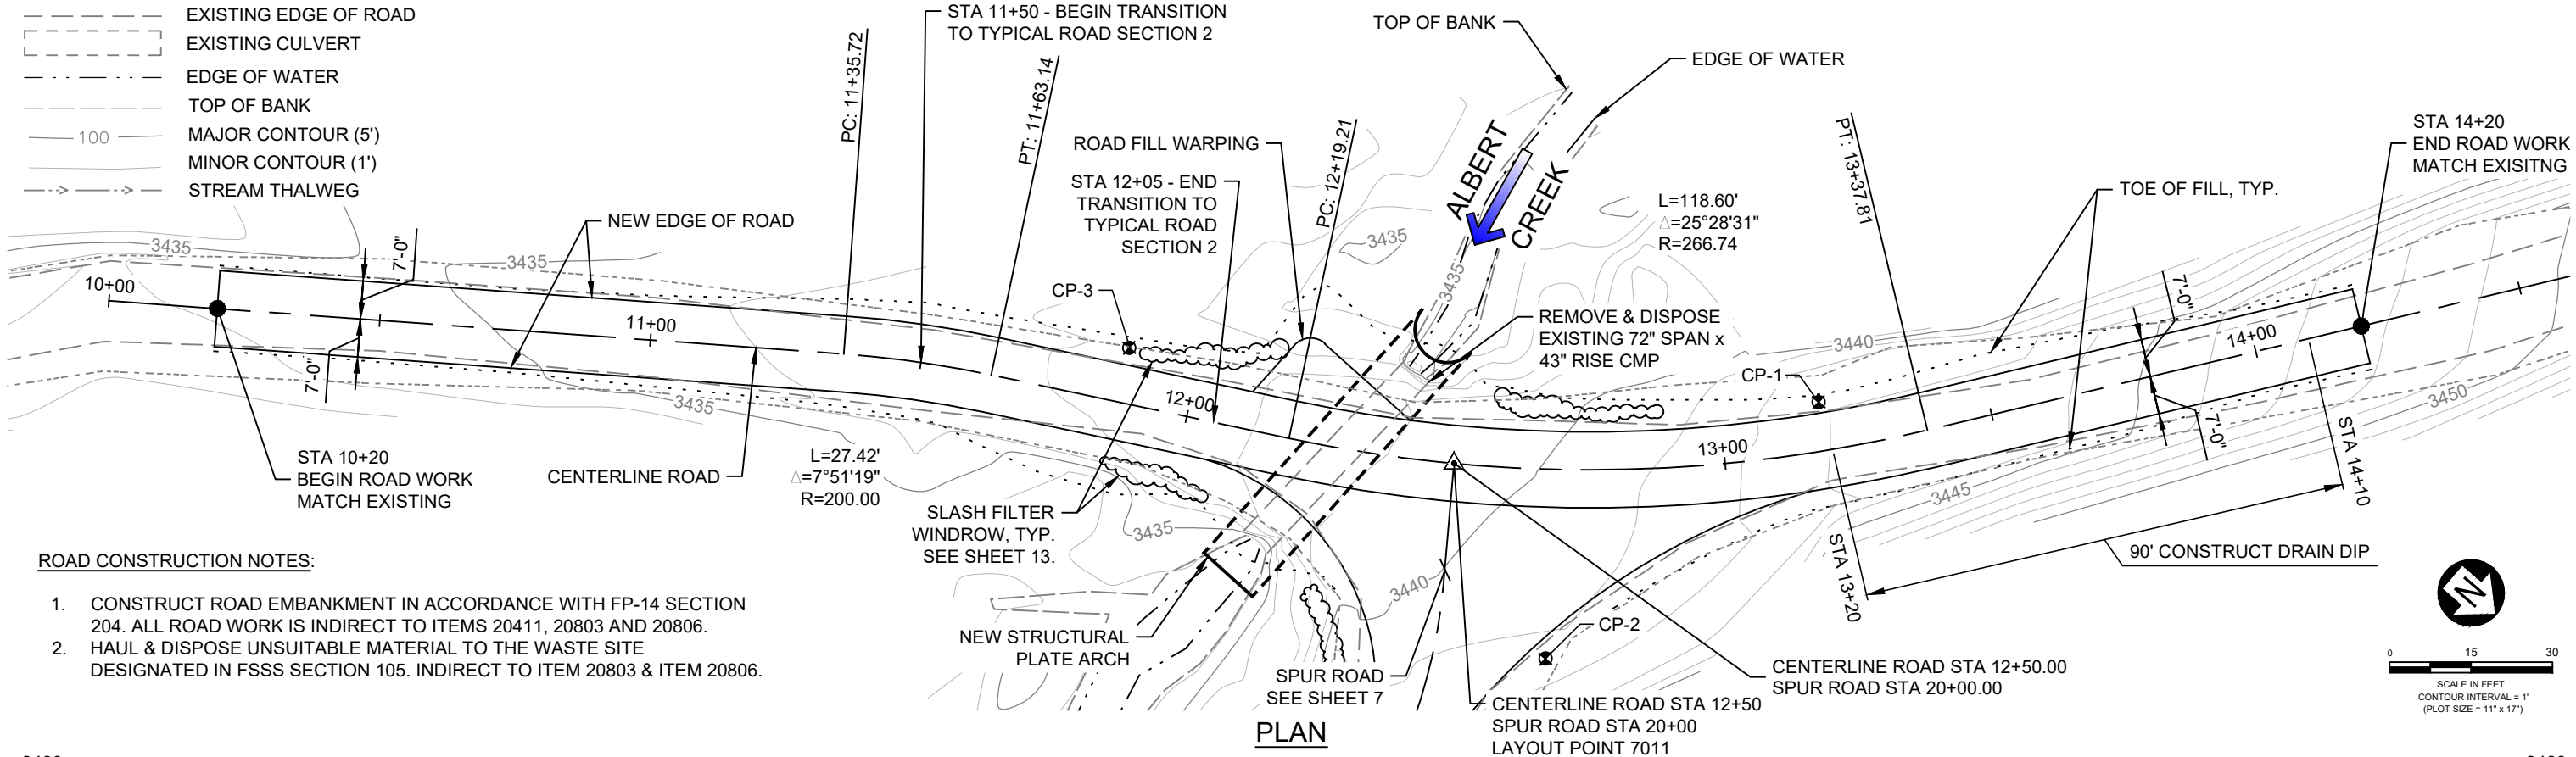 EXISTING EDGE OF ROAD
EXISTING CULVERT
EDGE OF WATER
TOP OF BANK
100
MAJOR CONTOUR (5')
MINOR CONTOUR (1')
STREAM THALWEG
STA 11+50 - BEGIN TRANSITION
TO TYPICAL ROAD SECTION 2
PC: 11+35.72
PT: 11+63.14
TOP OF BANK
EDGE OF WATER
ROAD FILL WARPING
STA 12+05 - END
TRANSITION TO
TYPICAL ROAD
SECTION 2
PC: 12+19.21
ALBERT
CREEK
L=118.60'
Δ=25°28'31"
R=266.74
PT: 13+37.81
TOE OF FILL, TYP.
STA 14+20
END ROAD WORK
MATCH EXISITNG
NEW EDGE OF ROAD
3435
3435
3435
3435
7'-0"
10+00
11+00
CP-3
12+00
REMOVE & DISPOSE
EXISTING 72" SPAN x
43" RISE CMP
3440
CP-1
7'-0"
14+00
7'-0"
3435
7'-0"
3450
STA 14+10
13+00
STA 10+20
BEGIN ROAD WORK
MATCH EXISTING
CENTERLINE ROAD
L=27.42'
Δ=7°51'19"
R=200.00
SLASH FILTER
WINDROW, TYP.
SEE SHEET 13.
3435
3445
STA 13+20
90' CONSTRUCT DRAIN DIP
3440
ROAD CONSTRUCTION NOTES:
1. CONSTRUCT ROAD EMBANKMENT IN ACCORDANCE WITH FP-14 SECTION
204. ALL ROAD WORK IS INDIRECT TO ITEMS 20411, 20803 AND 20806.
2. HAUL & DISPOSE UNSUITABLE MATERIAL TO THE WASTE SITE
DESIGNATED IN FSSS SECTION 105. INDIRECT TO ITEM 20803 & ITEM 20806.
NEW STRUCTURAL
PLATE ARCH
CP-2
SPUR ROAD
SEE SHEET 7
CENTERLINE ROAD STA 12+50.00
SPUR ROAD STA 20+00.00
CENTERLINE ROAD STA 12+50
SPUR ROAD STA 20+00
LAYOUT POINT 7011
PLAN
N
0 15 30
SCALE IN FEET
CONTOUR INTERVAL = 1'
(PLOT SIZE = 11" x 17")